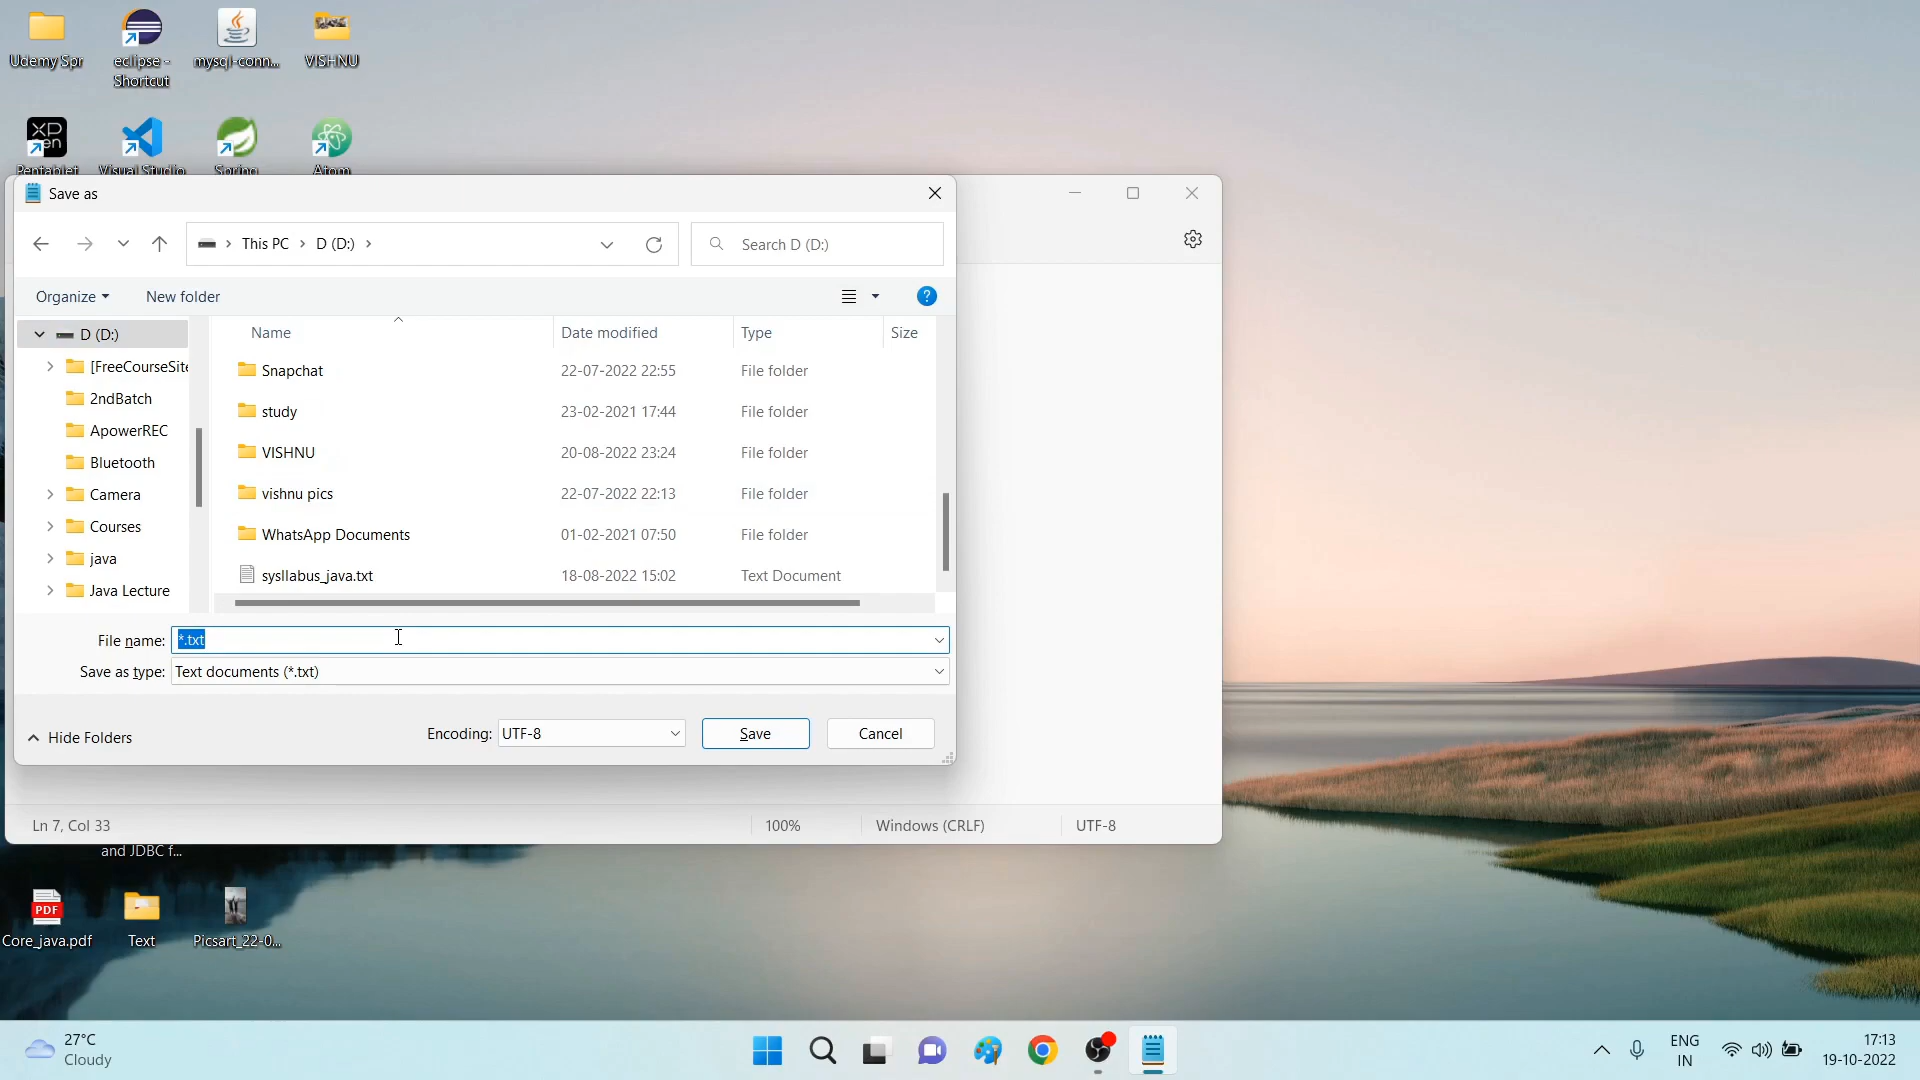 Udemy Spr
eclipse -
Shortcut
mysql-conn...
VISHNU
XP
pen
Pentablet
Visual Studio
Spring
Atom
Save as
This PC
D (D:)
Search D (D:)
Organize
New folder
?
D (D:)
[FreeCourseSite
2ndBatch
ApowerREC
Bluetooth
Camera
Courses
java
Java Lecture
Name Date modified Type Size
Snapchat 22-07-2022 22:55 File folder
study 23-02-2021 17:44 File folder
VISHNU 20-08-2022 23:24 File folder
vishnu pics 22-07-2022 22:13 File folder
WhatsApp Documents 01-02-2021 07:50 File folder
sysllabus_java.txt 18-08-2022 15:02 Text Document
File name: *.txt
Save as type: Text documents (*.txt)
Hide Folders
Encoding: UTF-8
Save
Cancel
Ln 7, Col 33
100%
Windows (CRLF)
UTF-8
and JDBC f...
PDF
Core_java.pdf
Text
Picsart_22-0...
27°C
Cloudy
ENG
IN
17:13
19-10-2022